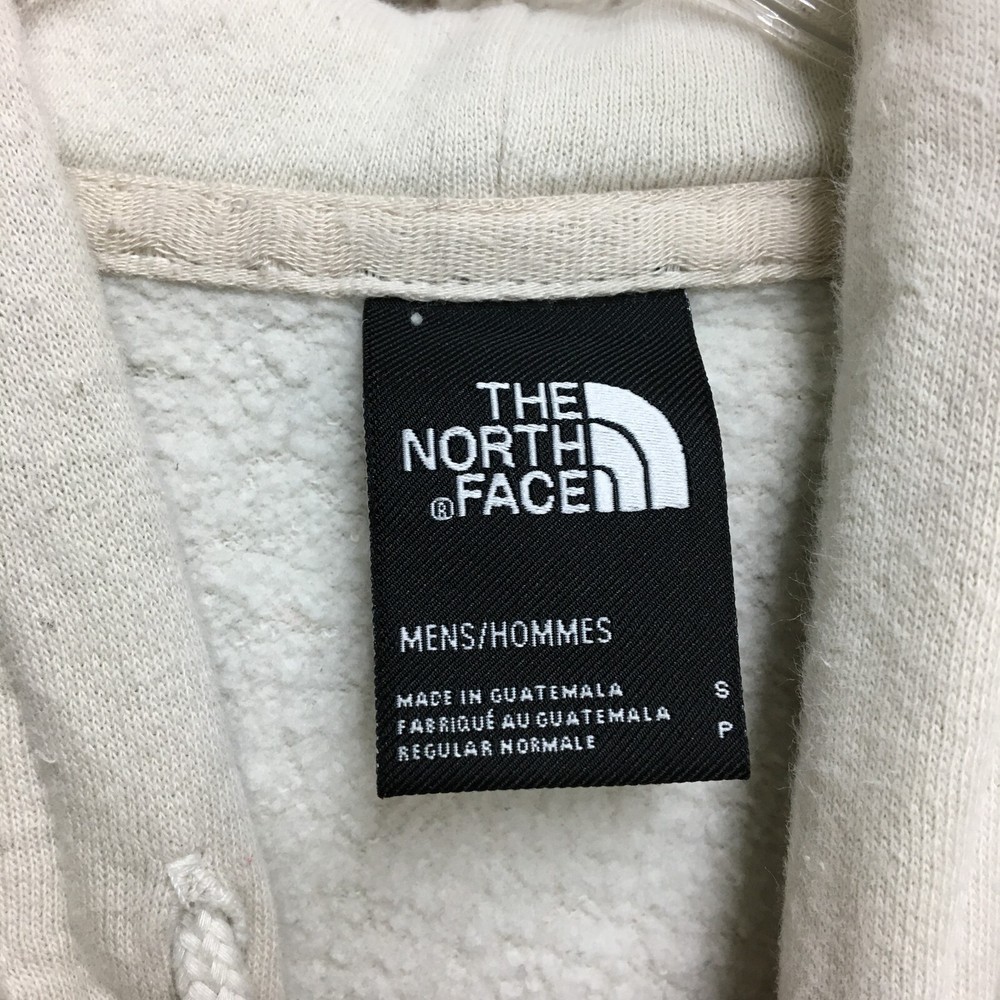 THE
NORTH
® FACE
MENS/HOMMES
MADE IN GUATEMALA S
FABRIQUÉ AU GUATEMALA P
REGULAR NORMALE